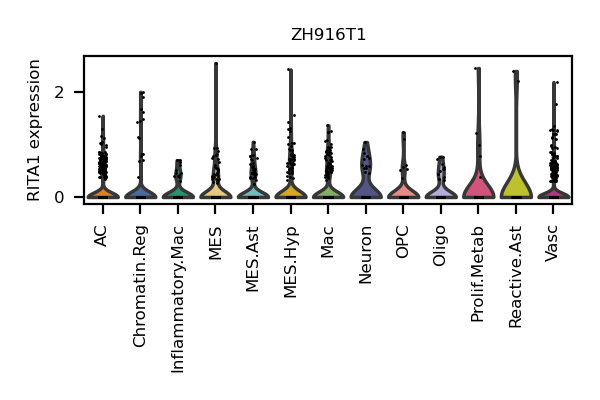 ZH916T1
RITA1 expression
2
0
AC
Chromatin.Reg
Inflammatory.Mac
MES
MES.Ast
MES.Hyp
Mac
Neuron
OPC
Oligo
Prolif.Metab
Reactive.Ast
Vasc